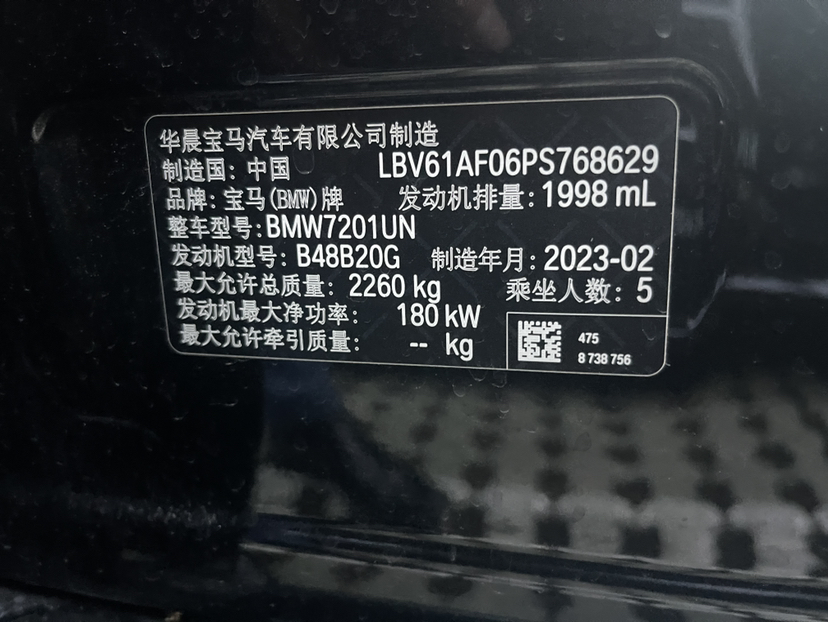 华晨宝马汽车有限公司制造
制造国：中国 LBV61AF06PS768629
品牌：宝马(BMW)牌 发动机排量：1998 mL
整车型号：BMW7201UN
发动机型号：B48B20G 制造年月：2023-02
最大允许总质量：2260 kg 乘坐人数：5
发动机最大净功率：180 kW
最大允许牵引质量：-- kg
475
8 738 756